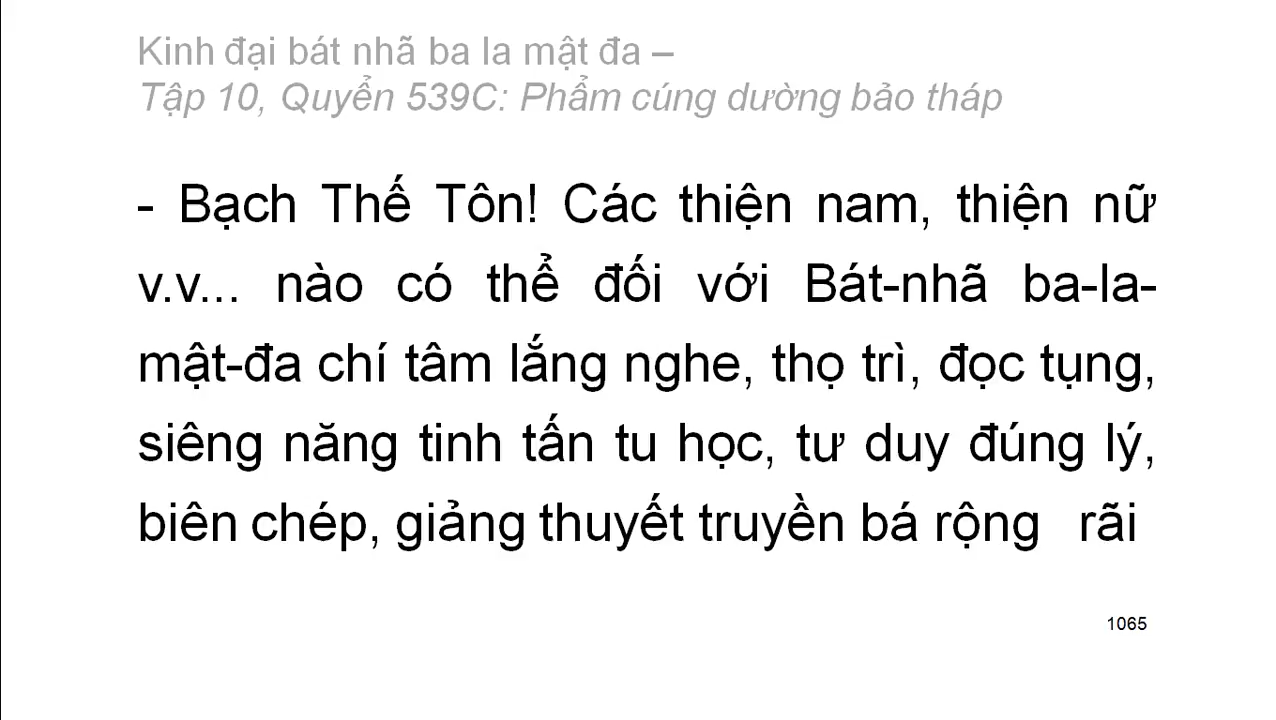 Kinh đại bát nhã ba la mật đa –
Tập 10, Quyển 539C: Phẩm cúng dường bảo tháp
- Bạch Thế Tôn! Các thiện nam, thiện nữ
v.v... nào có thể đối với Bát-nhã ba-la-
mật-đa chí tâm lắng nghe, thọ trì, đọc tụng,
siêng năng tinh tấn tu học, tư duy đúng lý,
biên chép, giảng thuyết truyền bá rộng rãi
1065